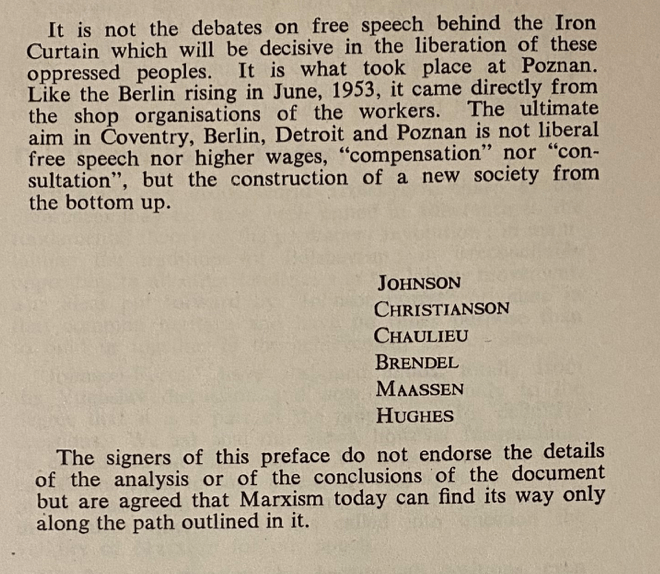 It is not the debates on free speech behind the Iron
Curtain which will be decisive in the liberation of these
oppressed peoples. It is what took place at Poznan.
Like the Berlin rising in June, 1953, it came directly from
the shop organisations of the workers. The ultimate
aim in Coventry, Berlin, Detroit and Poznan is not liberal
free speech nor higher wages, “compensation” nor “con-
sultation”, but the construction of a new society from
the bottom up.
JOHNSON
CHRISTIANSON
CHAULIEU
BRENDEL
MAASSEN
HUGHES
The signers of this preface do not endorse the details
of the analysis or of the conclusions of the document
but are agreed that Marxism today can find its way only
along the path outlined in it.